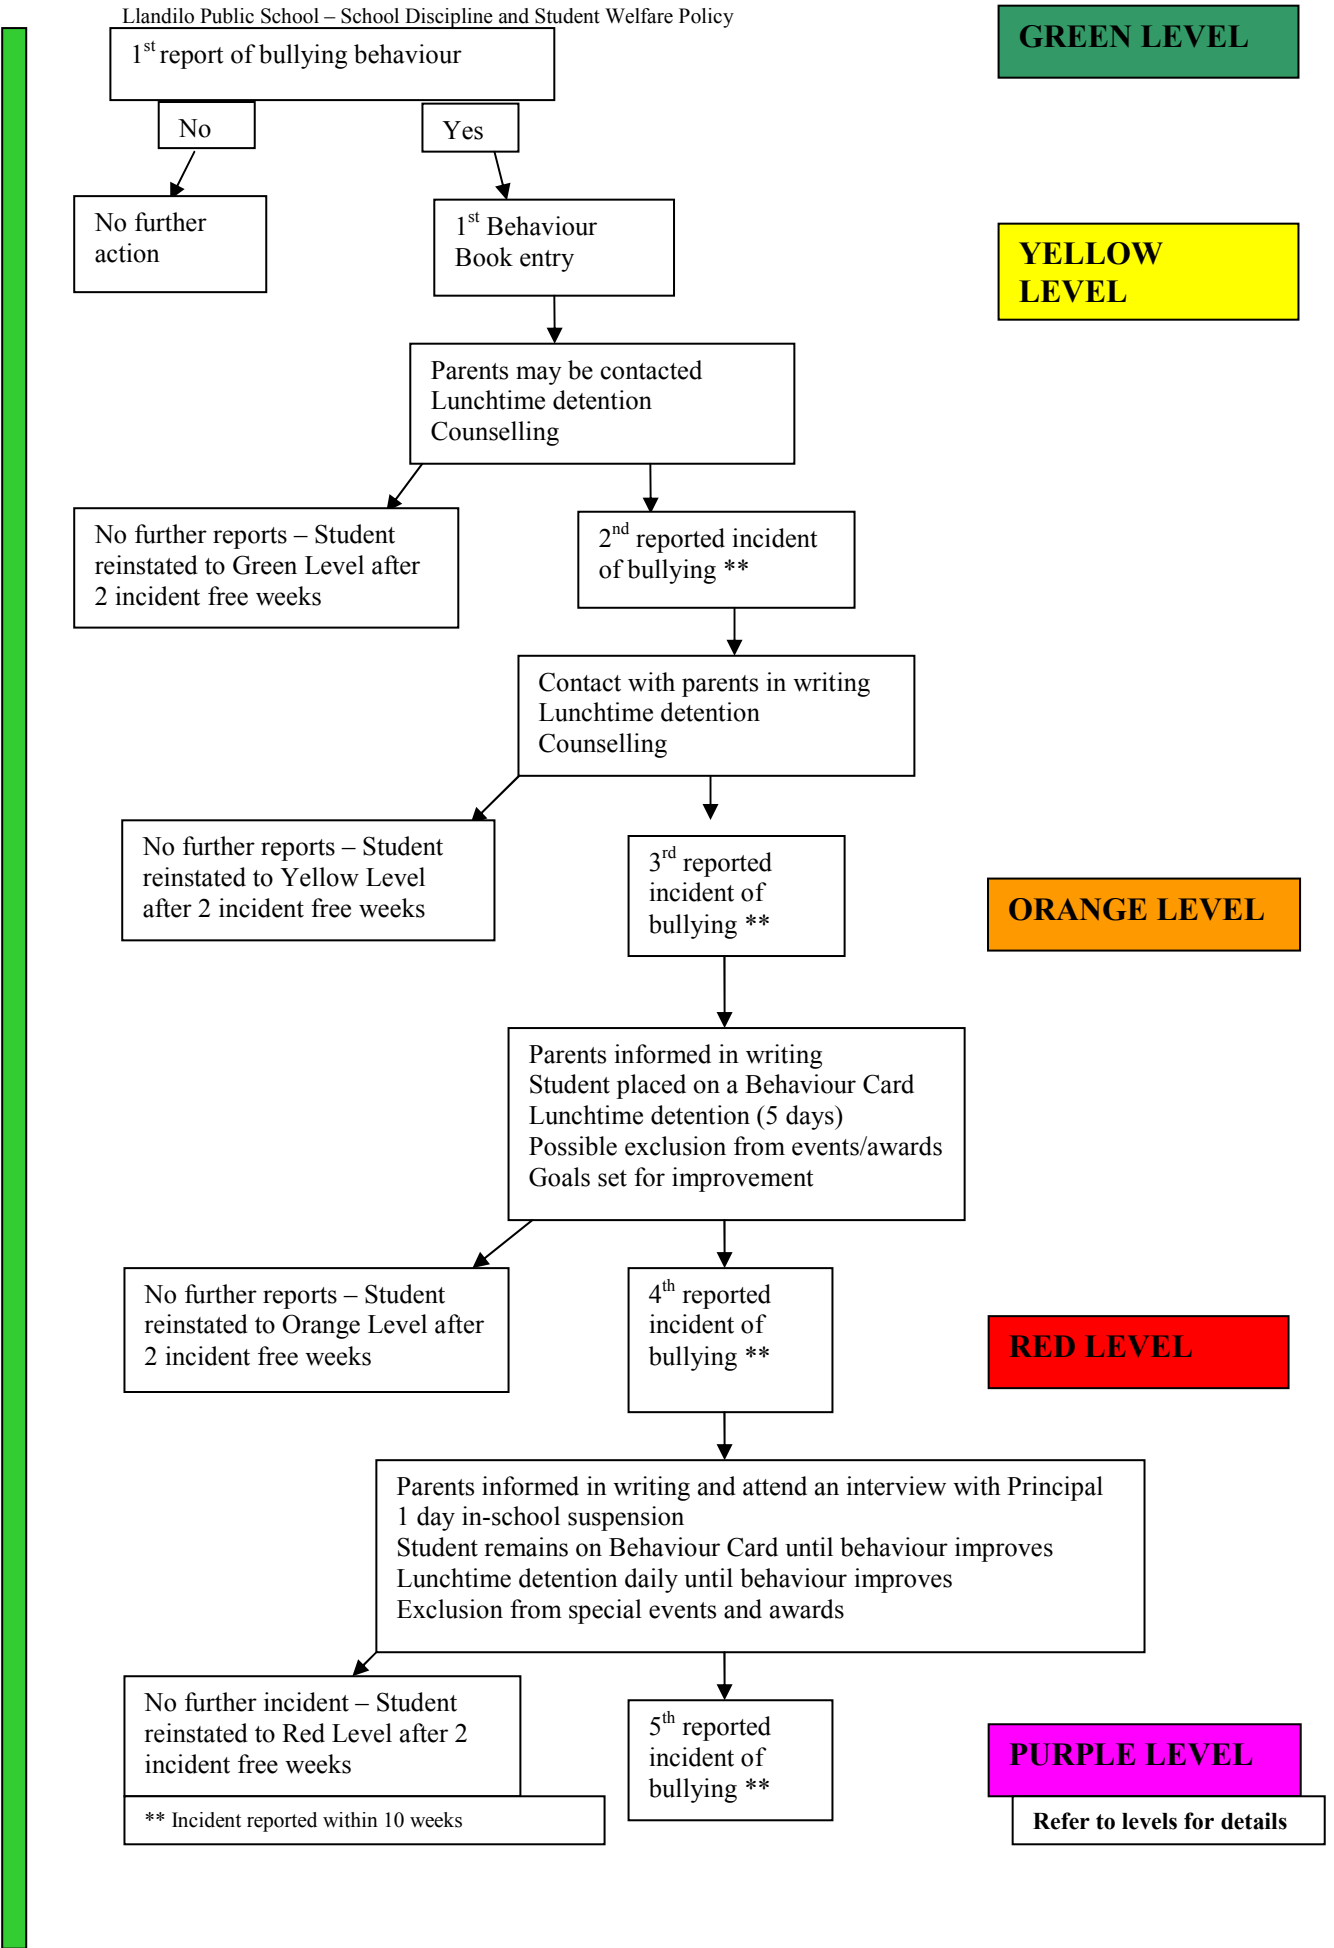 Llandilo Public School – School Discipline and Student Welfare Policy
1st report of bullying behaviour
GREEN LEVEL
No
Yes
No further
action
1st Behaviour
Book entry
YELLOW
LEVEL
Parents may be contacted
Lunchtime detention
Counselling
No further reports – Student
reinstated to Green Level after
2 incident free weeks
2nd reported incident
of bullying **
Contact with parents in writing
Lunchtime detention
Counselling
No further reports – Student
reinstated to Yellow Level
after 2 incident free weeks
3rd reported
incident of
bullying **
ORANGE LEVEL
Parents informed in writing
Student placed on a Behaviour Card
Lunchtime detention (5 days)
Possible exclusion from events/awards
Goals set for improvement
No further reports – Student
reinstated to Orange Level after
2 incident free weeks
4th reported
incident of
bullying **
RED LEVEL
Parents informed in writing and attend an interview with Principal
1 day in-school suspension
Student remains on Behaviour Card until behaviour improves
Lunchtime detention daily until behaviour improves
Exclusion from special events and awards
No further incident – Student
reinstated to Red Level after 2
incident free weeks
5th reported
incident of
bullying **
PURPLE LEVEL
** Incident reported within 10 weeks
Refer to levels for details